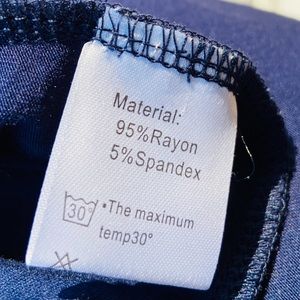 Material:
95%Rayon
5%Spandex
30° •The maximum
temp30°